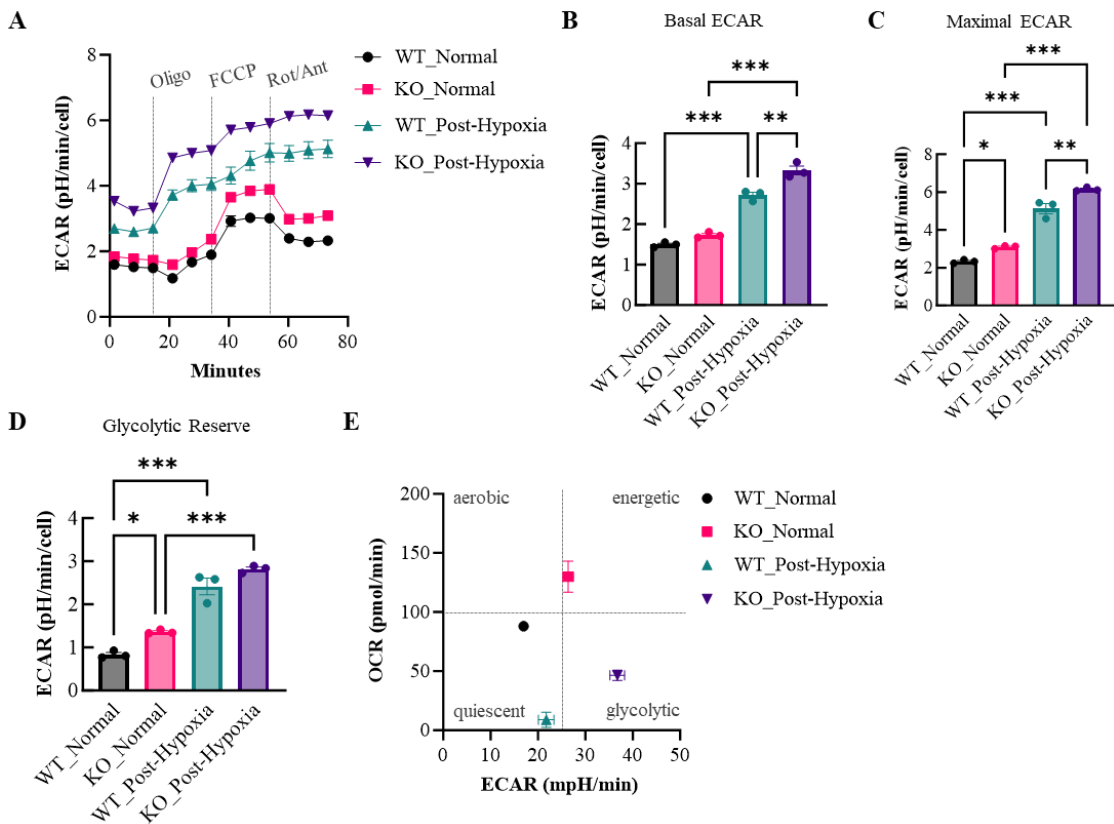 A
ECAR (pH/min/cell)
8
6
4
2
0
Oligo
FCCP
Rot/Ant
0
20
40
60
80
Minutes
WT_Normal
KO_Normal
WT_Post-Hypoxia
KO_Post-Hypoxia
B
Basal ECAR
***
***
**
ECAR (pH/min/cell)
4
3
2
1
0
WT_Normal
KO_Normal
WT_Post-Hypoxia
KO_Post-Hypoxia
C
Maximal ECAR
***
***
*
**
ECAR (pH/min/cell)
8
6
4
2
0
WT_Normal
KO_Normal
WT_Post-Hypoxia
KO_Post-Hypoxia
D
Glycolytic Reserve
***
*
***
ECAR (pH/min/cell)
4
3
2
1
0
WT_Normal
KO_Normal
WT_Post-Hypoxia
KO_Post-Hypoxia
E
OCR (pmol/min)
200
150
100
50
0
aerobic
energetic
quiescent
glycolytic
0
10
20
30
40
50
ECAR (mpH/min)
WT_Normal
KO_Normal
WT_Post-Hypoxia
KO_Post-Hypoxia